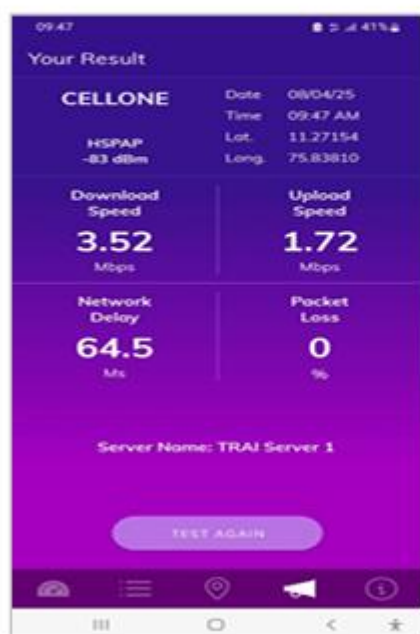 09:47
41%
Your Result
CELLONE
HSPAP
-83 dBm
Date 08/04/25
Time 09:47 AM
Lat. 11.27154
Long. 75.83810
Download
Speed
3.52
Mbps
Upload
Speed
1.72
Mbps
Network
Delay
64.5
Ms
Packet
Loss
0
%
Server Name: TRAI Server 1
TEST AGAIN